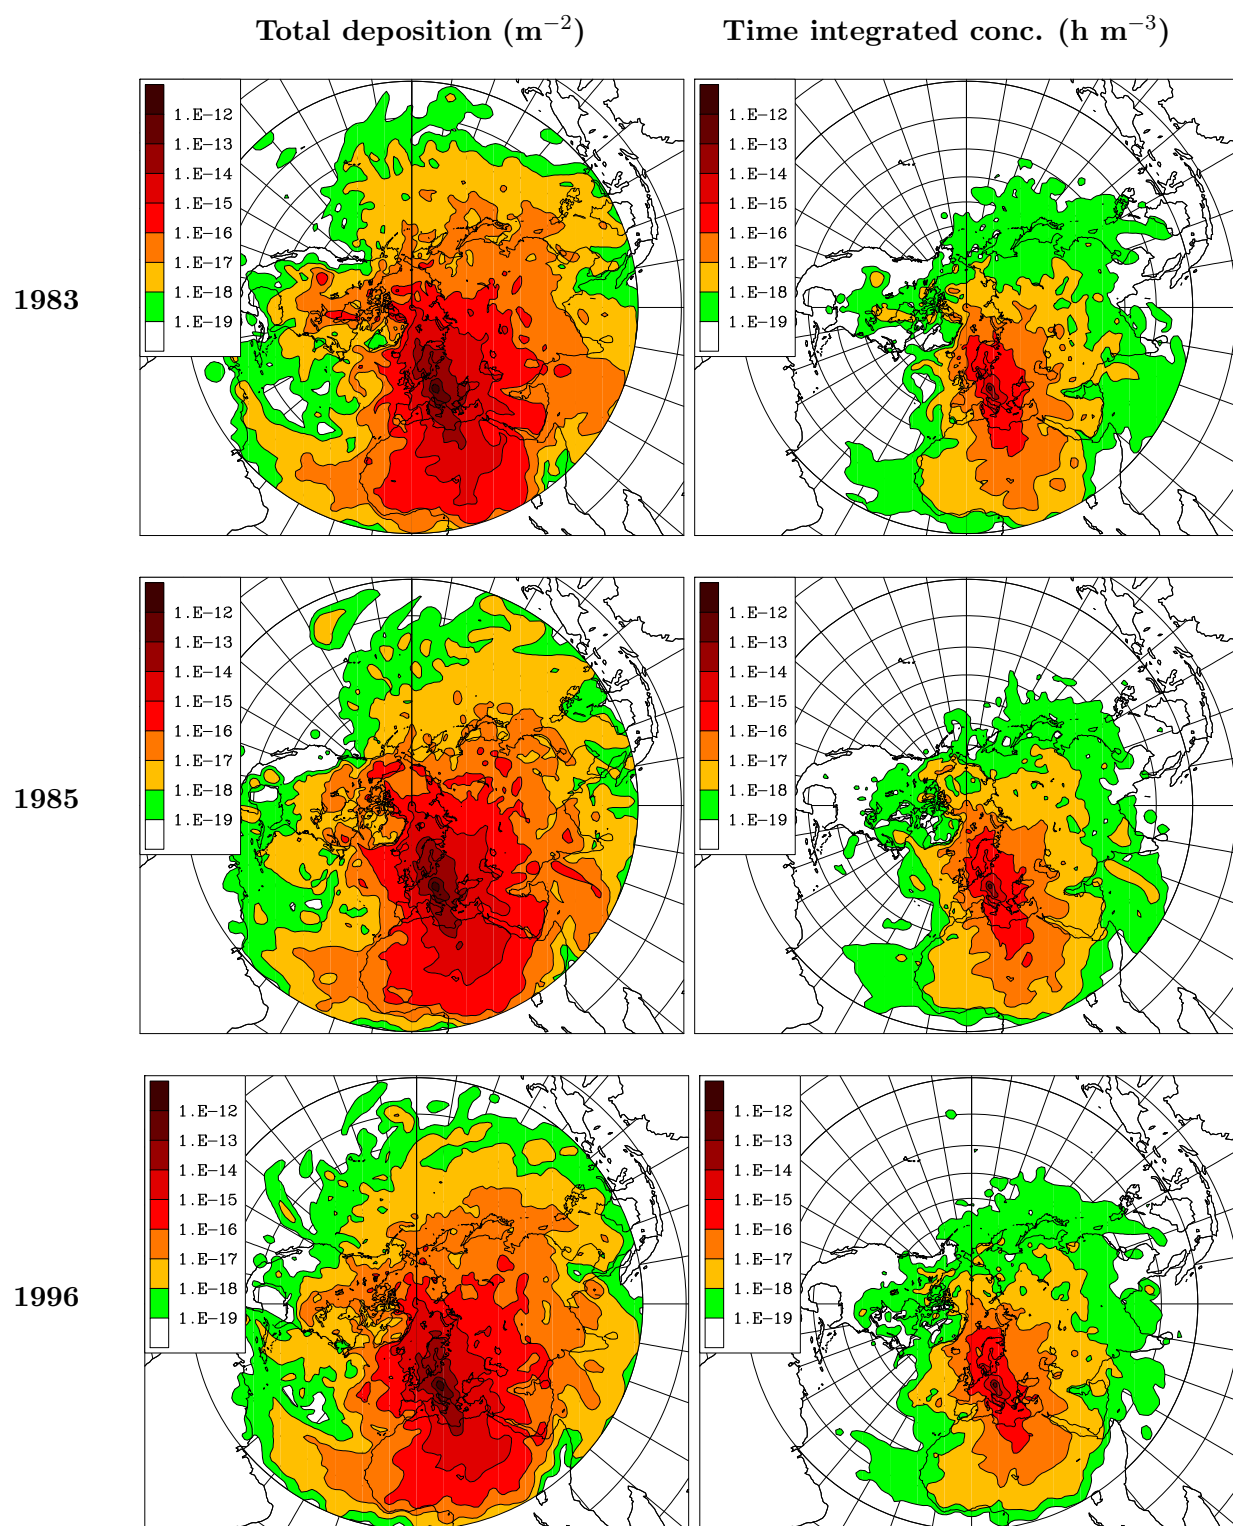 Total deposition (m⁻²) Time integrated conc. (h m⁻³)
1983
1.E−12 1.E−12
1.E−13 1.E−13
1.E−14 1.E−14
1.E−15 1.E−15
1.E−16 1.E−16
1.E−17 1.E−17
1.E−18 1.E−18
1.E−19 1.E−19
1985
1.E−12 1.E−12
1.E−13 1.E−13
1.E−14 1.E−14
1.E−15 1.E−15
1.E−16 1.E−16
1.E−17 1.E−17
1.E−18 1.E−18
1.E−19 1.E−19
1996
1.E−12 1.E−12
1.E−13 1.E−13
1.E−14 1.E−14
1.E−15 1.E−15
1.E−16 1.E−16
1.E−17 1.E−17
1.E−18 1.E−18
1.E−19 1.E−19